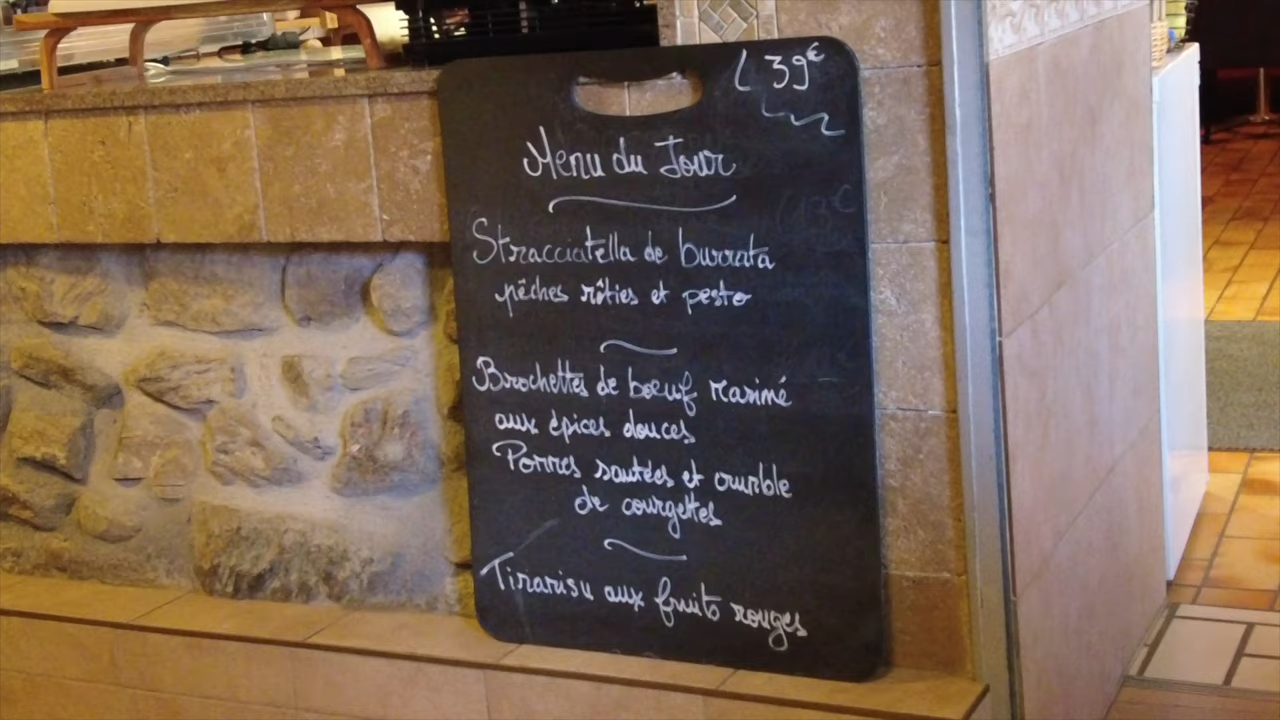 39€
Menu du Jour
Stracciatella de burrata
pêches rôties et pesto
Brochettes de boeuf mariné
aux épices douces
Pommes sautées et crumble
de courgettes
Tiramisu aux fruits rouges